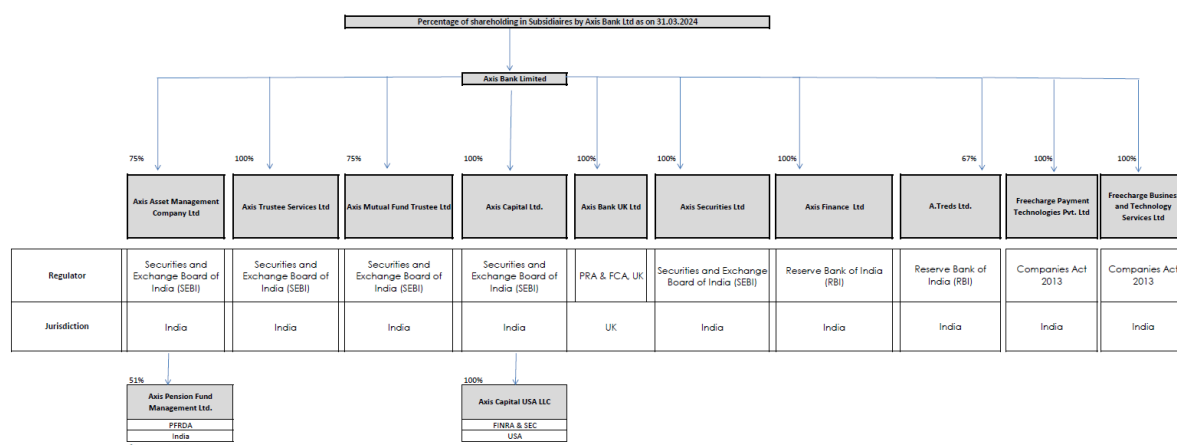 Percentage of shareholding in Subsidiaires by Axis Bank Ltd as on 31.03.2024
Axis Bank Limited
75%
100%
75%
100%
100%
100%
100%
67%
100%
100%
Axis Asset Management
Company Ltd
Axis Trustee Services Ltd
Axis Mutual Fund Trustee Ltd
Axis Capital Ltd.
Axis Bank UK Ltd
Axis Securities Ltd
Axis Finance Ltd
A.Treds Ltd.
Freecharge Payment
Technologies Pvt. Ltd
Freecharge Business
and Technology
Services Ltd
Regulator
Securities and
Exchange Board of
India (SEBI)
Securities and
Exchange Board of
India (SEBI)
Securities and
Exchange Board of
India (SEBI)
Securities and
Exchange Board of
India (SEBI)
PRA & FCA, UK
Securities and Exchange
Board of India (SEBI)
Reserve Bank of India
(RBI)
Reserve Bank of
India (RBI)
Companies Act
2013
Companies Act
2013
Jurisdiction
India
India
India
India
UK
India
India
India
India
India
51%
Axis Pension Fund
Management Ltd.
PFRDA
India
100%
Axis Capital USA LLC
FINRA & SEC
USA